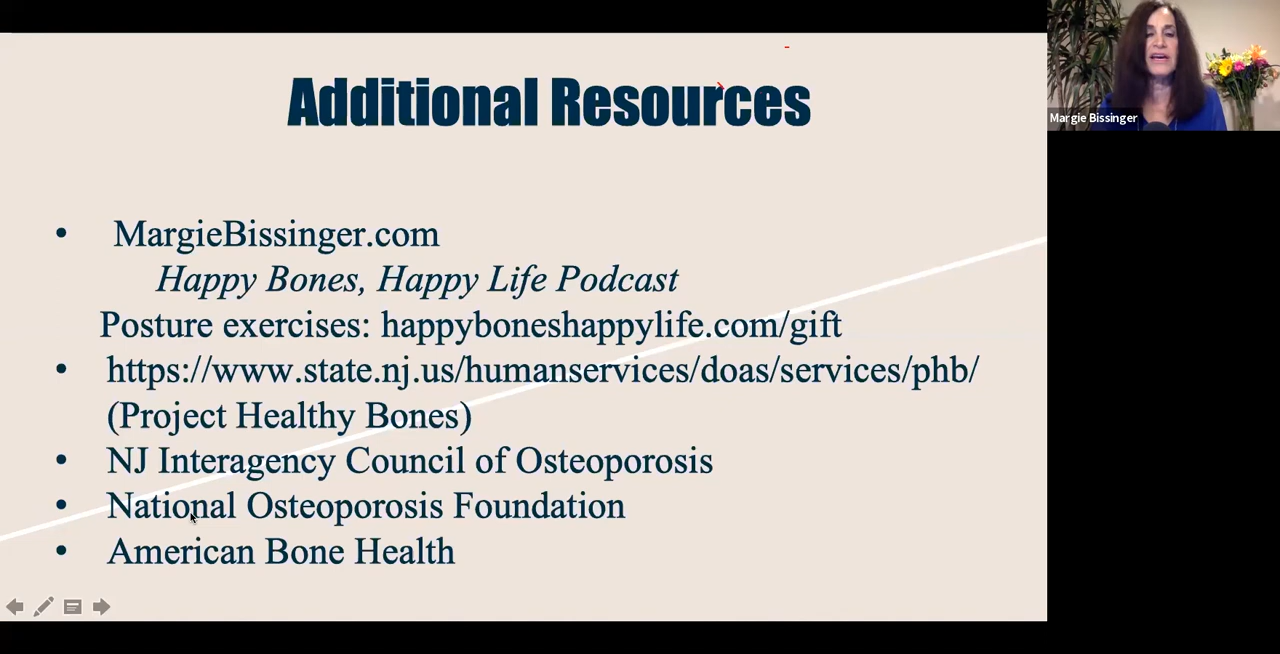 Additional Resources
Margie Bissinger
• MargieBissinger.com
Happy Bones, Happy Life Podcast
Posture exercises: happyboneshappylife.com/gift
• https://www.state.nj.us/humanservices/doas/services/phb/
(Project Healthy Bones)
• NJ Interagency Council of Osteoporosis
• National Osteoporosis Foundation
• American Bone Health